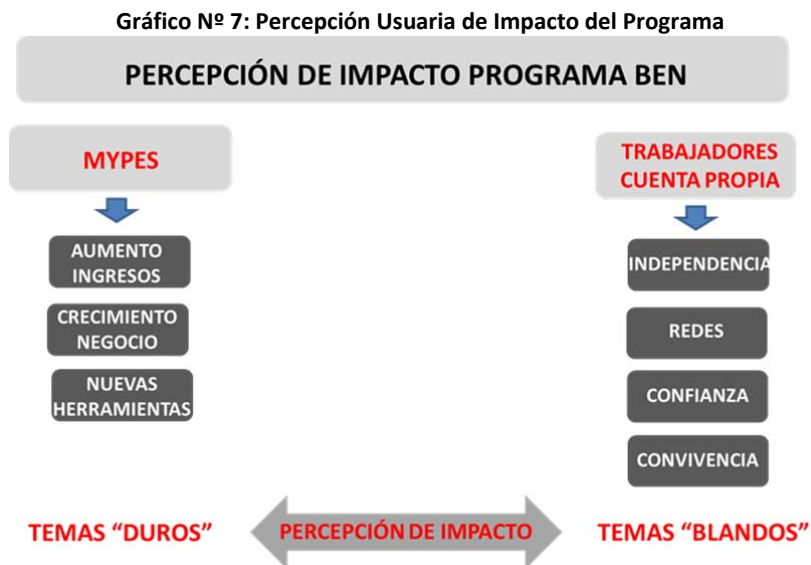 Gráfico Nº 7: Percepción Usuaria de Impacto del Programa
PERCEPCIÓN DE IMPACTO PROGRAMA BEN
MYPES
AUMENTO
INGRESOS
CRECIMIENTO
NEGOCIO
NUEVAS
HERRAMIENTAS
TRABAJADORES
CUENTA PROPIA
INDEPENDENCIA
REDES
CONFIANZA
CONVIVENCIA
TEMAS “DUROS”
PERCEPCIÓN DE IMPACTO
TEMAS “BLANDOS”